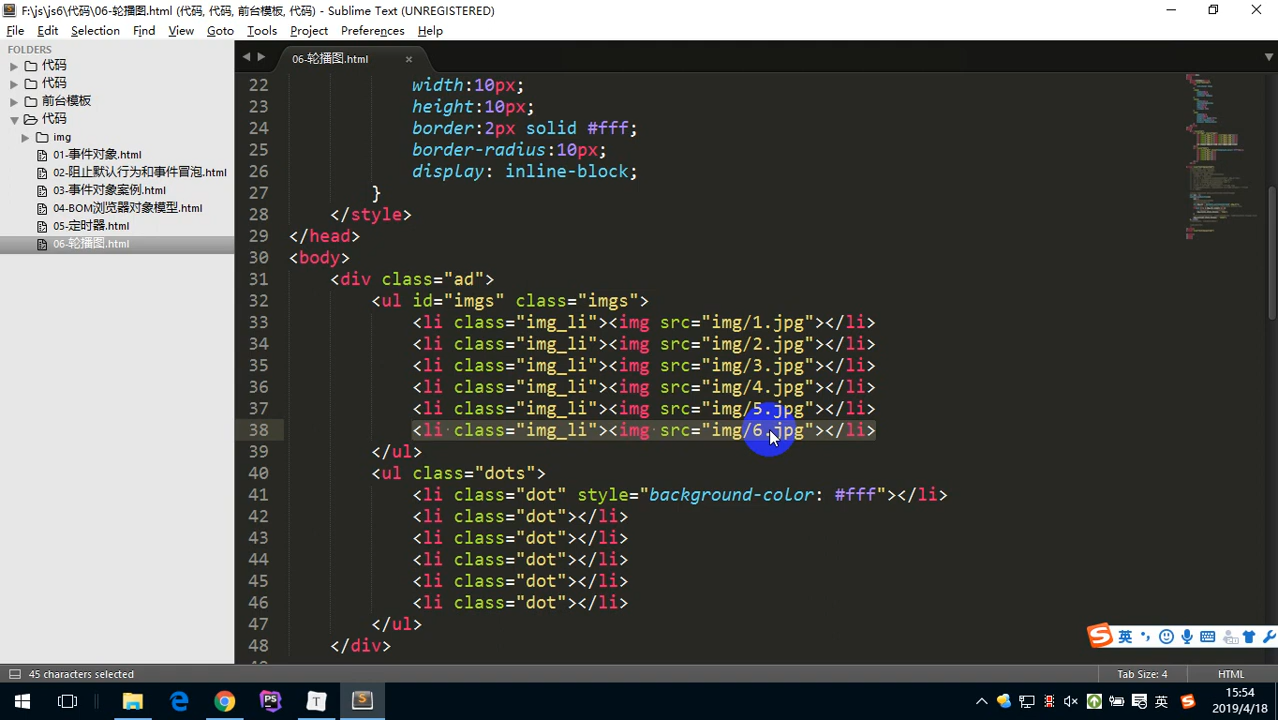 F:\js\js6\代码\06-轮播图.html (代码, 代码, 前台模板, 代码) - Sublime Text (UNREGISTERED)
File Edit Selection Find View Goto Tools Project Preferences Help
FOLDERS
代码
代码
前台模板
代码
img
01-事件对象.html
02-阻止默认行为和事件冒泡.html
03-事件对象案例.html
04-BOM浏览器对象模型.html
05-定时器.html
06-轮播图.html
06-轮播图.html ×
22 width:10px;
23 height:10px;
24 border:2px solid #fff;
25 border-radius:10px;
26 display: inline-block;
27 }
28 </style>
29 </head>
30 <body>
31 <div class="ad">
32 <ul id="imgs" class="imgs">
33 <li class="img_li"><img src="img/1.jpg"></li>
34 <li class="img_li"><img src="img/2.jpg"></li>
35 <li class="img_li"><img src="img/3.jpg"></li>
36 <li class="img_li"><img src="img/4.jpg"></li>
37 <li class="img_li"><img src="img/5.jpg"></li>
38 <li class="img_li"><img src="img/6.jpg"></li>
39 </ul>
40 <ul class="dots">
41 <li class="dot" style="background-color: #fff"></li>
42 <li class="dot"></li>
43 <li class="dot"></li>
44 <li class="dot"></li>
45 <li class="dot"></li>
46 <li class="dot"></li>
47 </ul>
48 </div>
S 英
45 characters selected
Tab Size: 4
HTML
PS T S
英 S
15:54
2019/4/18